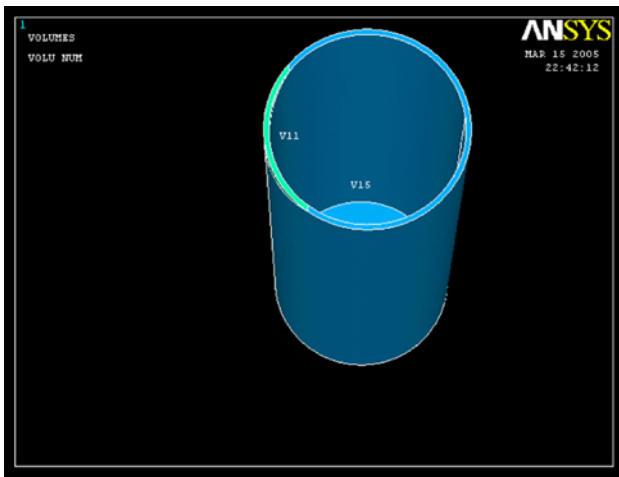 1
VOLUMES
VOLU NUM
ANSYS
MAR 15 2005
22:42:12
V11
V15